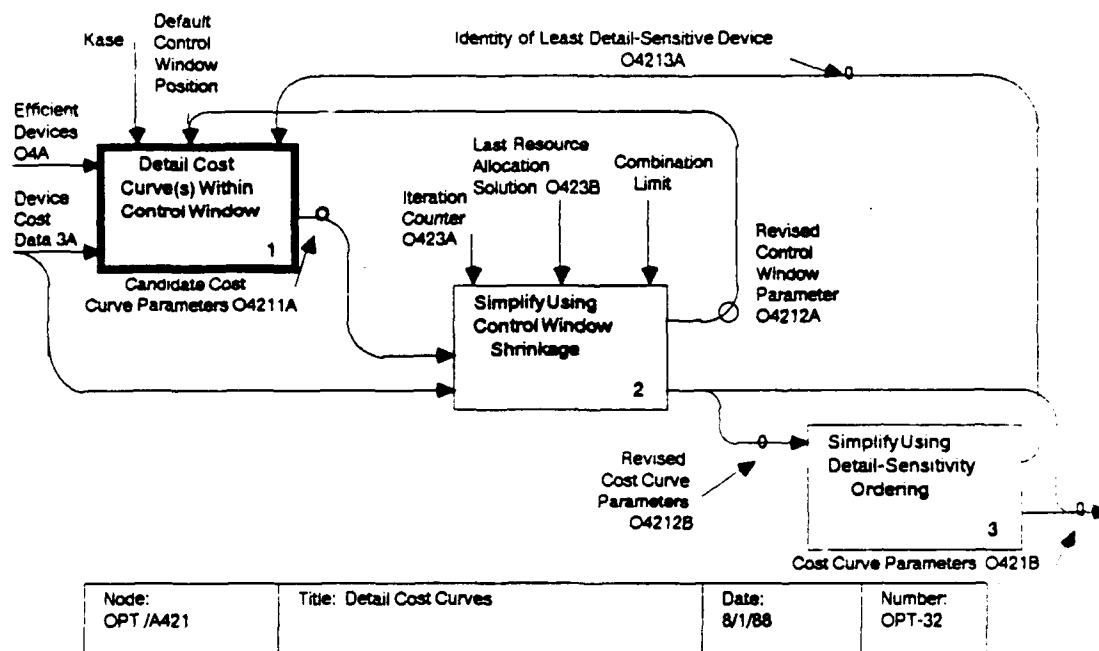 Kase
Default
Control
Window
Position
Identity of Least Detail-Sensitive Device
O4213A
Efficient
Devices
O4A
Device
Cost
Data 3A
Detail Cost
Curve(s) Within
Control Window
1
Candidate Cost
Curve Parameters O4211A
Iteration
Counter
O423A
Last Resource
Allocation
Solution O423B
Combination
Limit
Revised
Control
Window
Parameter
O4212A
Simplify Using
Control Window
Shrinkage
2
Revised
Cost Curve
Parameters
O4212B
Simplify Using
Detail-Sensitivity
Ordering
3
Cost Curve Parameters O421B
Node:
OPT /A421
Title: Detail Cost Curves
Date:
8/1/88
Number:
OPT-32